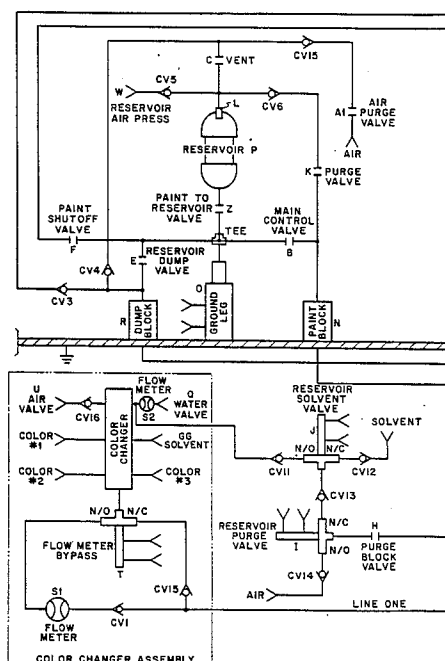 C VENT
CV15
W
CV5
RESERVOIR
AIR PRESS
L
CV6
A1
AIR
PURGE
VALVE
AIR
RESERVOIR P
K
PURGE
VALVE
PAINT TO
RESERVOIR
VALVE
Z
PAINT
SHUTOFF
VALVE
F
TEE
MAIN
CONTROL
VALVE
B
E
RESERVOIR
DUMP
VALVE
CV4
CV3
O
R
DUMP
BLOCK
GROUND
LEG
PAINT
BLOCK
N
U
AIR
VALVE
CV16
FLOW
METER
S2
Q
WATER
VALVE
COLOR
CHANGER
COLOR
#1
GG
SOLVENT
COLOR
#2
COLOR
#3
N/O
N/C
FLOW METER
BYPASS
T
S1
FLOW
METER
CV1
CV15
COLOR CHANGER ASSEMBLY
RESERVOIR
SOLVENT
VALVE
J
SOLVENT
N/O
N/C
CV11
CV12
CV13
RESERVOIR
PURGE
VALVE
I
N/C
N/O
H
PURGE
BLOCK
VALVE
CV14
AIR
LINE ONE